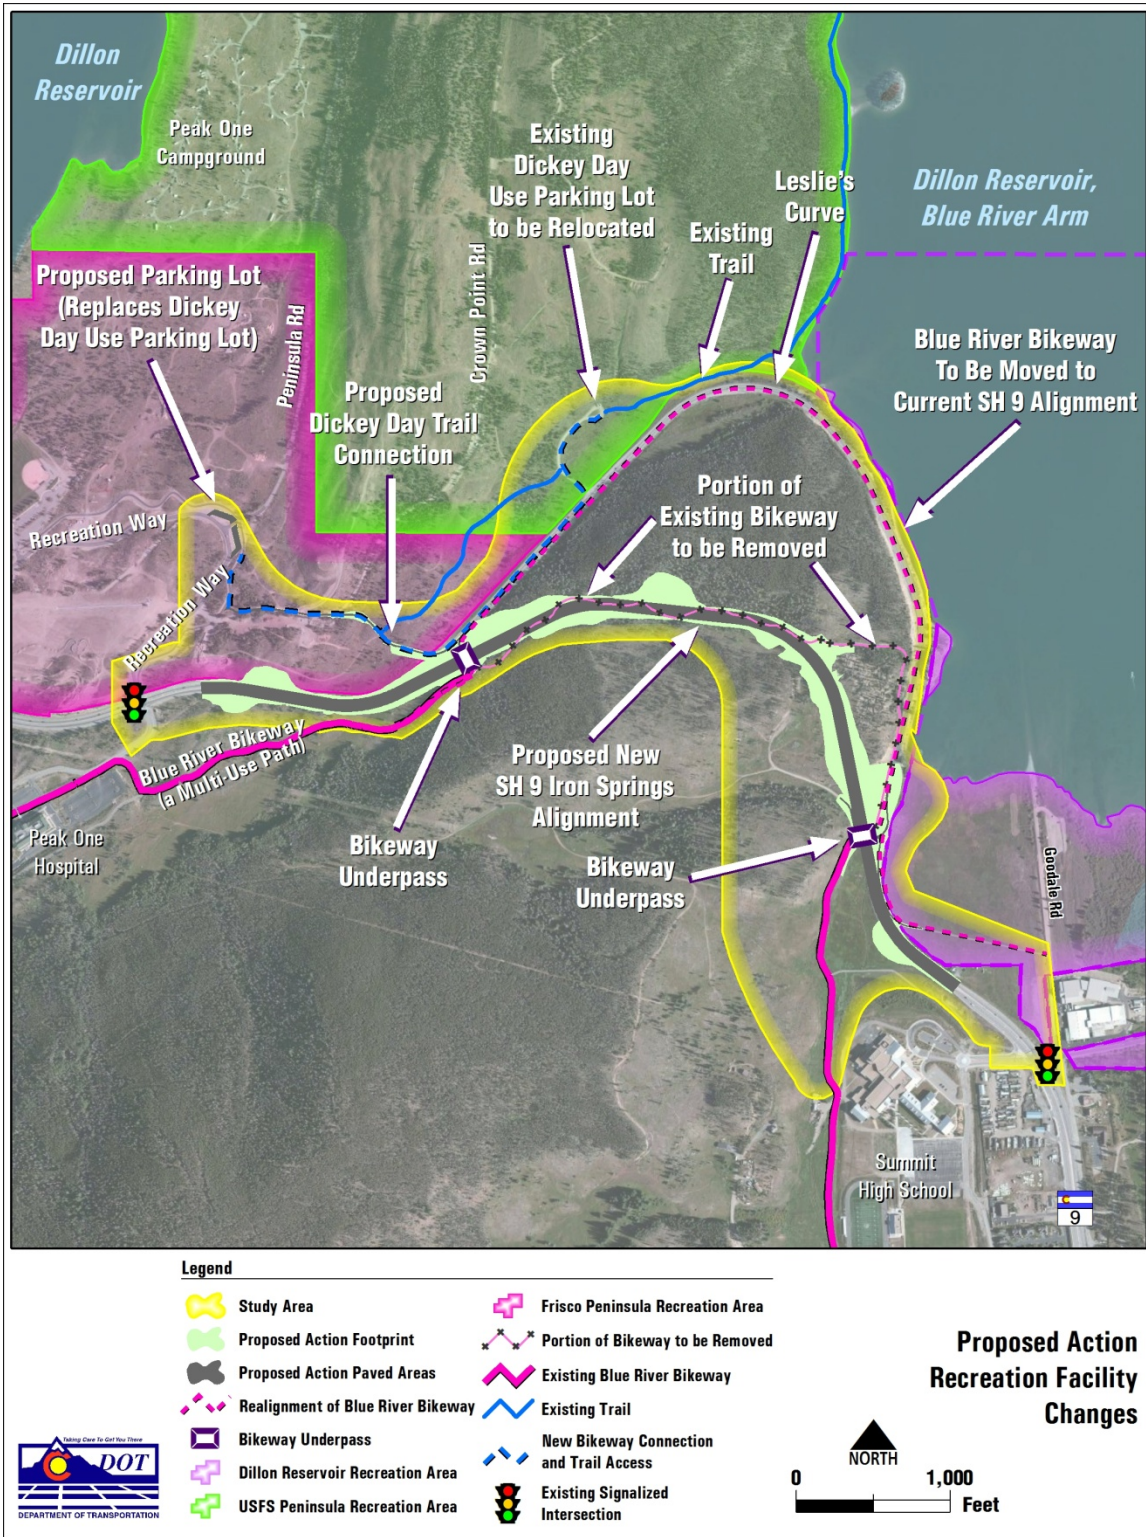 Dillon
Reservoir
Peak One
Campground
Existing
Dickey Day
Use Parking Lot
to be Relocated
Leslie's
Curve
Dillon Reservoir,
Blue River Arm
Existing
Trail
Crown Point Rd
Proposed Parking Lot
(Replaces Dickey
Day Use Parking Lot)
Peninsula Rd
Blue River Bikeway
To Be Moved to
Current SH 9 Alignment
Proposed
Dickey Day Trail
Connection
Portion of
Existing Bikeway
to be Removed
Recreation Way
Recreation Way
Blue River Bikeway
(a Multi-Use Path)
Proposed New
SH 9 Iron Springs
Alignment
Peak One
Hospital
Bikeway
Underpass
Bikeway
Underpass
Goodale Rd
Summit
High School
9
Legend
Study Area
Proposed Action Footprint
Proposed Action Paved Areas
Realignment of Blue River Bikeway
Bikeway Underpass
Dillon Reservoir Recreation Area
USFS Peninsula Recreation Area
Frisco Peninsula Recreation Area
Portion of Bikeway to be Removed
Existing Blue River Bikeway
Existing Trail
New Bikeway Connection
and Trail Access
Existing Signalized
Intersection
Proposed Action
Recreation Facility
Changes
NORTH
0 1,000
Feet
Taking Care To Get You There
CDOT
DEPARTMENT OF TRANSPORTATION